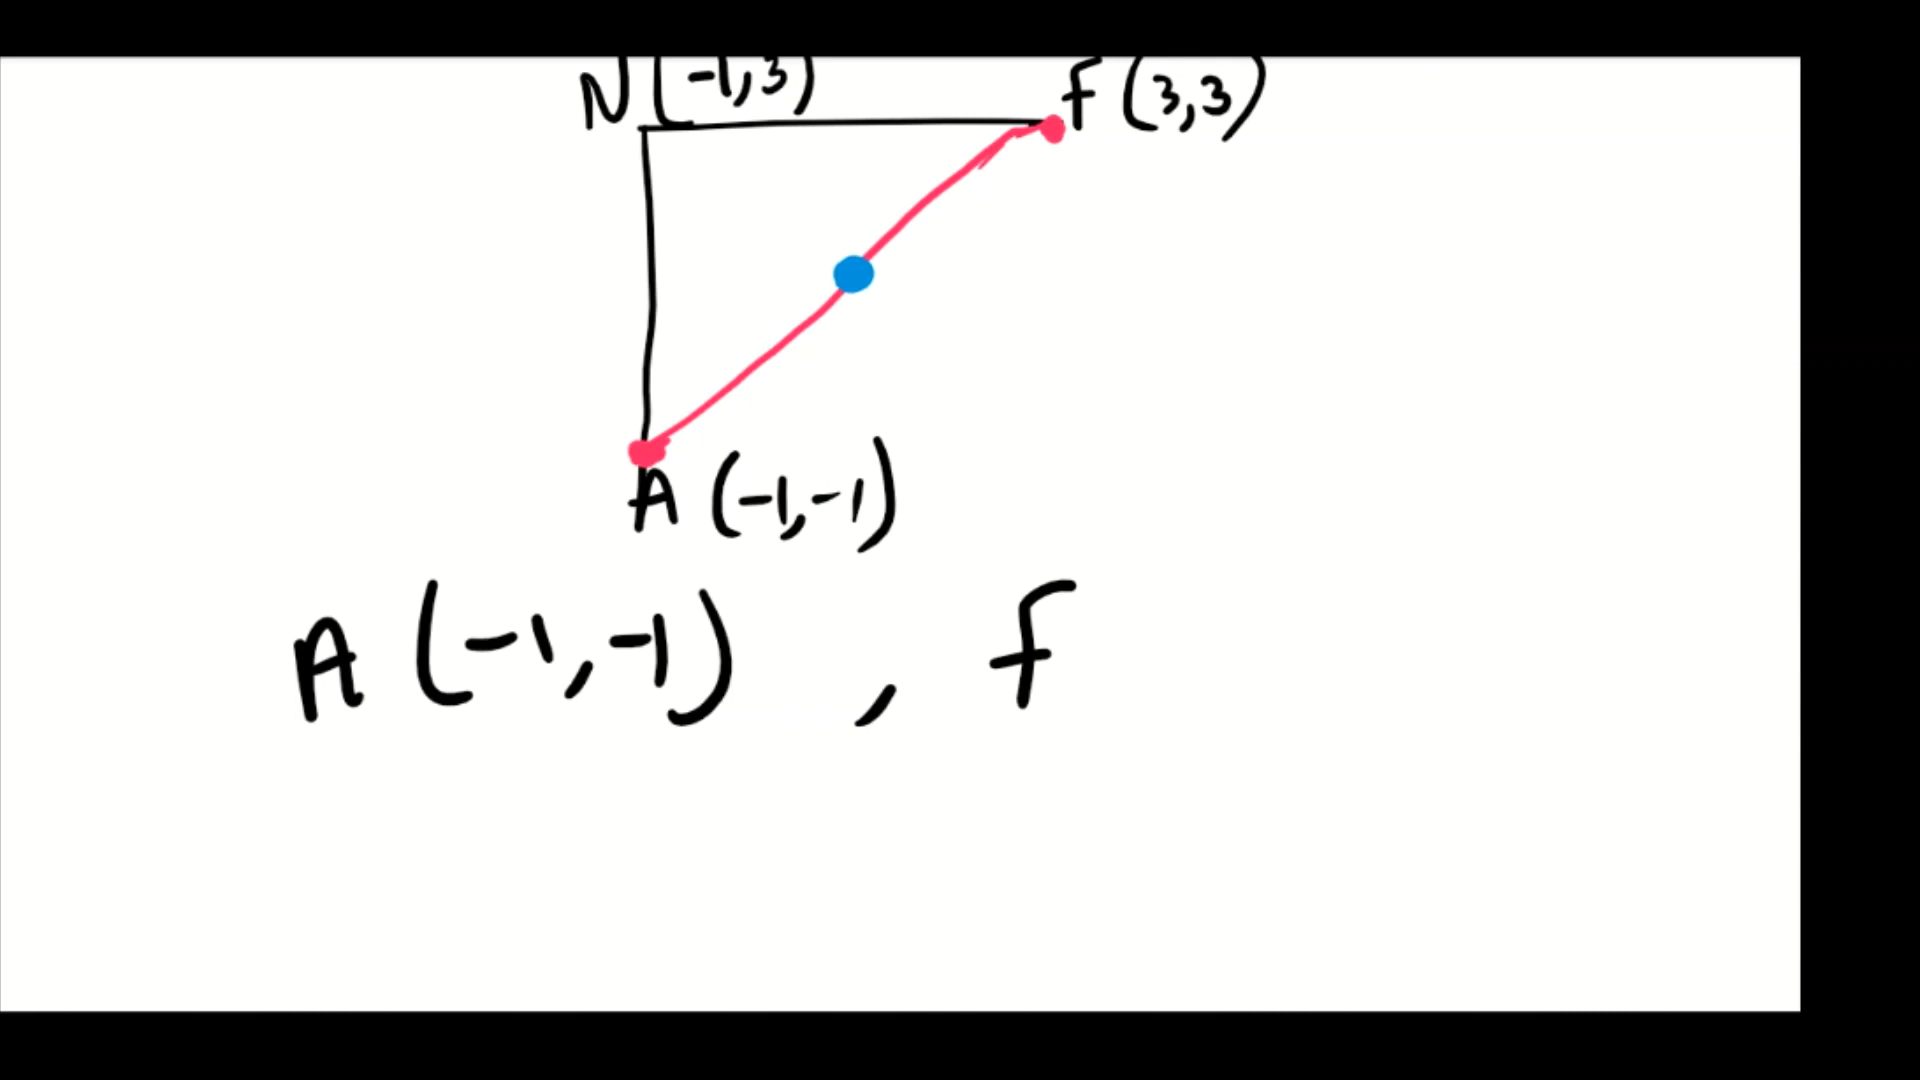 N(-1,3) F(3,3)
A(-1,-1)
A(-1,-1) , F